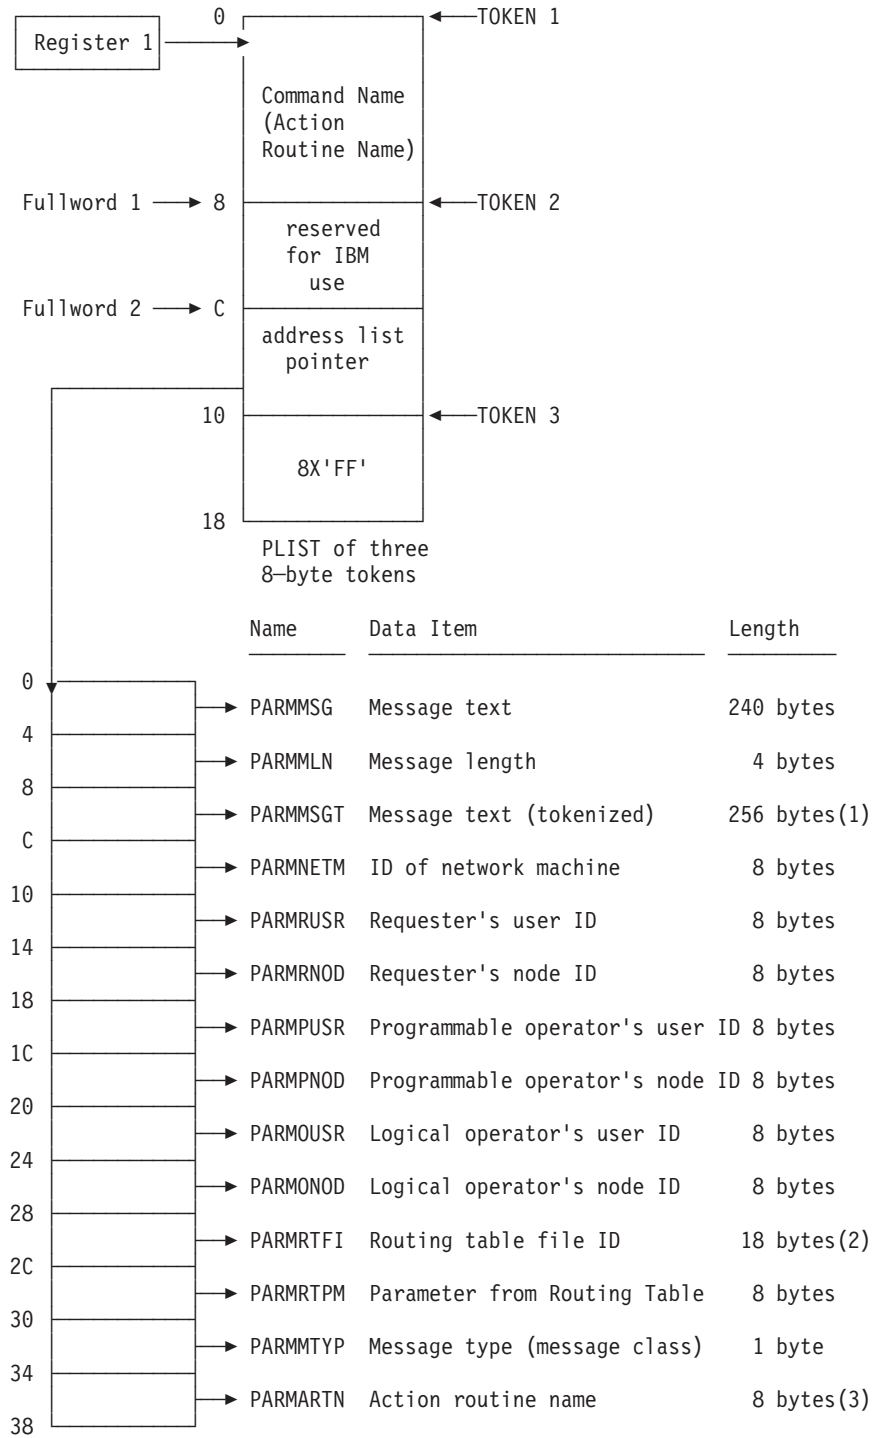 0 TOKEN 1
Register 1
Command Name
(Action
Routine Name)
Fullword 1 8 TOKEN 2
reserved
for IBM
use
Fullword 2 C
address list
pointer
10 TOKEN 3
8X'FF'
18
PLIST of three
8—byte tokens
Name Data Item Length
0
PARMMSG Message text 240 bytes
4
PARMMLN Message length 4 bytes
8
PARMMSGT Message text (tokenized) 256 bytes(1)
C
PARMNETM ID of network machine 8 bytes
10
PARMRUSR Requester's user ID 8 bytes
14
PARMRNOD Requester's node ID 8 bytes
18
PARMPUSR Programmable operator's user ID 8 bytes
1C
PARMPNOD Programmable operator's node ID 8 bytes
20
PARMOUSR Logical operator's user ID 8 bytes
24
PARMONOD Logical operator's node ID 8 bytes
28
PARMRTFI Routing table file ID 18 bytes(2)
2C
PARMRTPM Parameter from Routing Table 8 bytes
30
PARMMTYP Message type (message class) 1 byte
34
PARMARTN Action routine name 8 bytes(3)
38